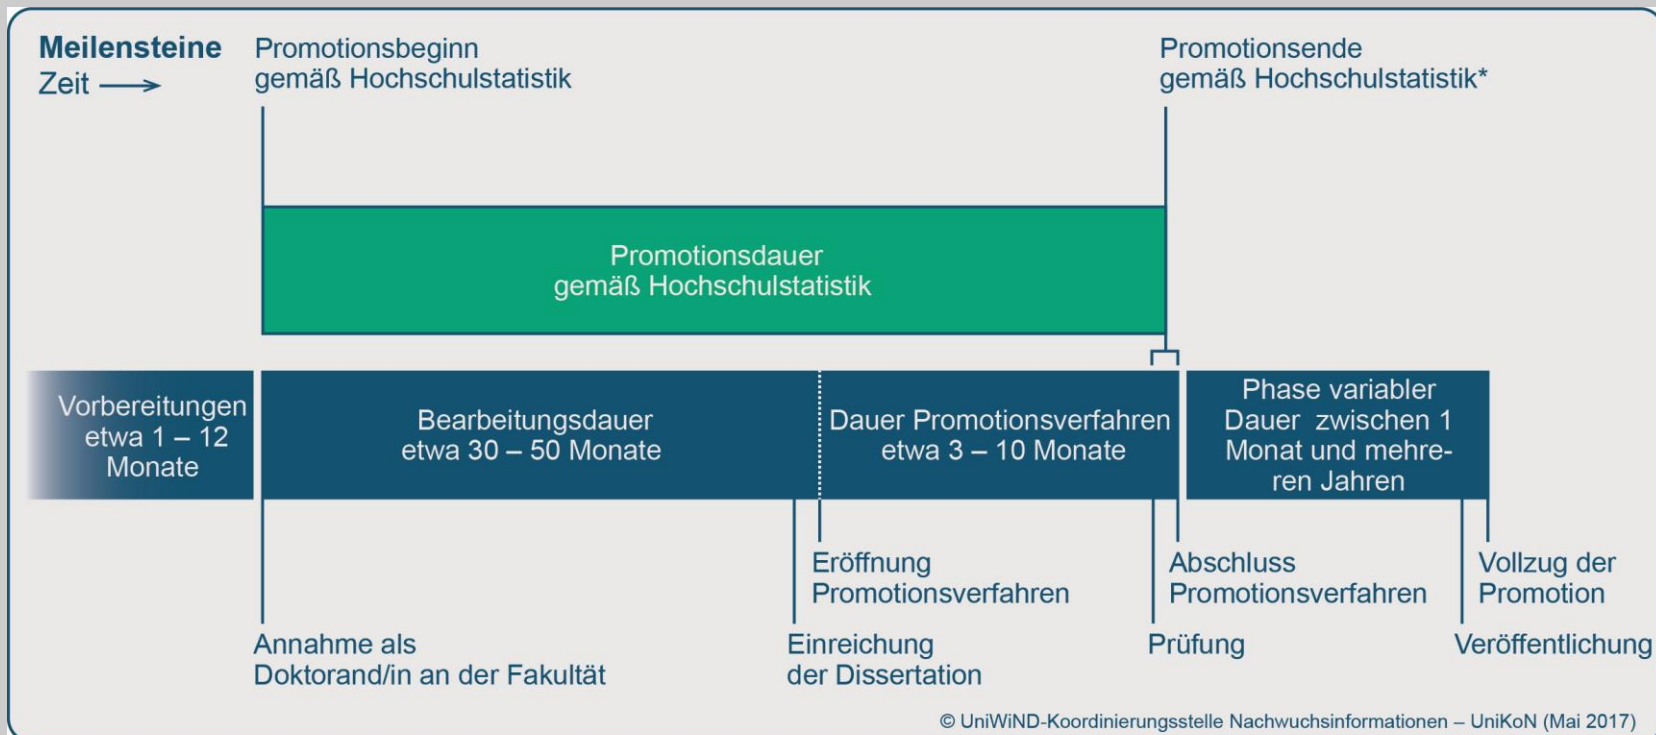 Meilensteine
Zeit
Promotionsbeginn
gemäß Hochschulstatistik
Promotionsende
gemäß Hochschulstatistik*
Promotionsdauer
gemäß Hochschulstatistik
Vorbereitungen
etwa 1 – 12
Monate
Bearbeitungsdauer
etwa 30 – 50 Monate
Dauer Promotionsverfahren
etwa 3 – 10 Monate
Phase variabler
Dauer zwischen 1
Monat und mehre-
ren Jahren
Eröffnung
Promotionsverfahren
Abschluss
Promotionsverfahren
Vollzug der
Promotion
Annahme als
Doktorand/in an der Fakultät
Einreichung
der Dissertation
Prüfung
Veröffentlichung
© UniWiND-Koordinierungsstelle Nachwuchsinformationen – UniKoN (Mai 2017)